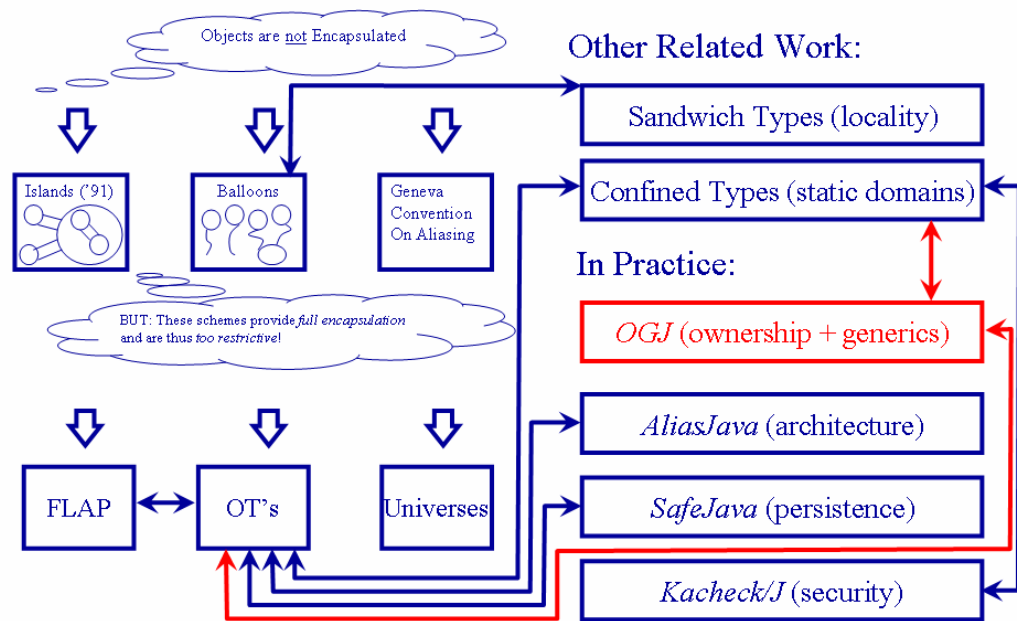 Objects are not Encapsulated
Other Related Work:
Sandwich Types (locality)
Islands ('91)
Balloons
Geneva
Convention
On Aliasing
Confined Types (static domains)
In Practice:
BUT: These schemes provide full encapsulation
and are thus too restrictive!
OGJ (ownership + generics)
AliasJava (architecture)
FLAP
OT's
Universes
SafeJava (persistence)
Kacheck/J (security)